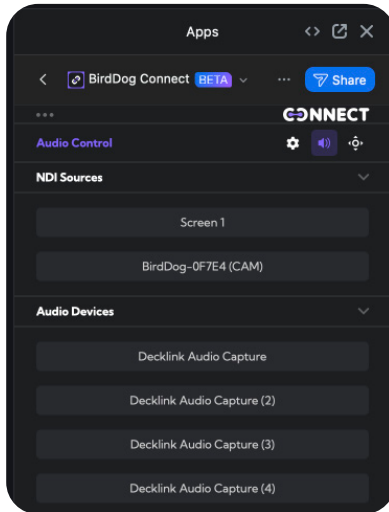 Apps
BirdDog Connect BETA
Share
CONNECT
Audio Control
NDI Sources
Screen 1
BirdDog-0F7E4 (CAM)
Audio Devices
Decklink Audio Capture
Decklink Audio Capture (2)
Decklink Audio Capture (3)
Decklink Audio Capture (4)